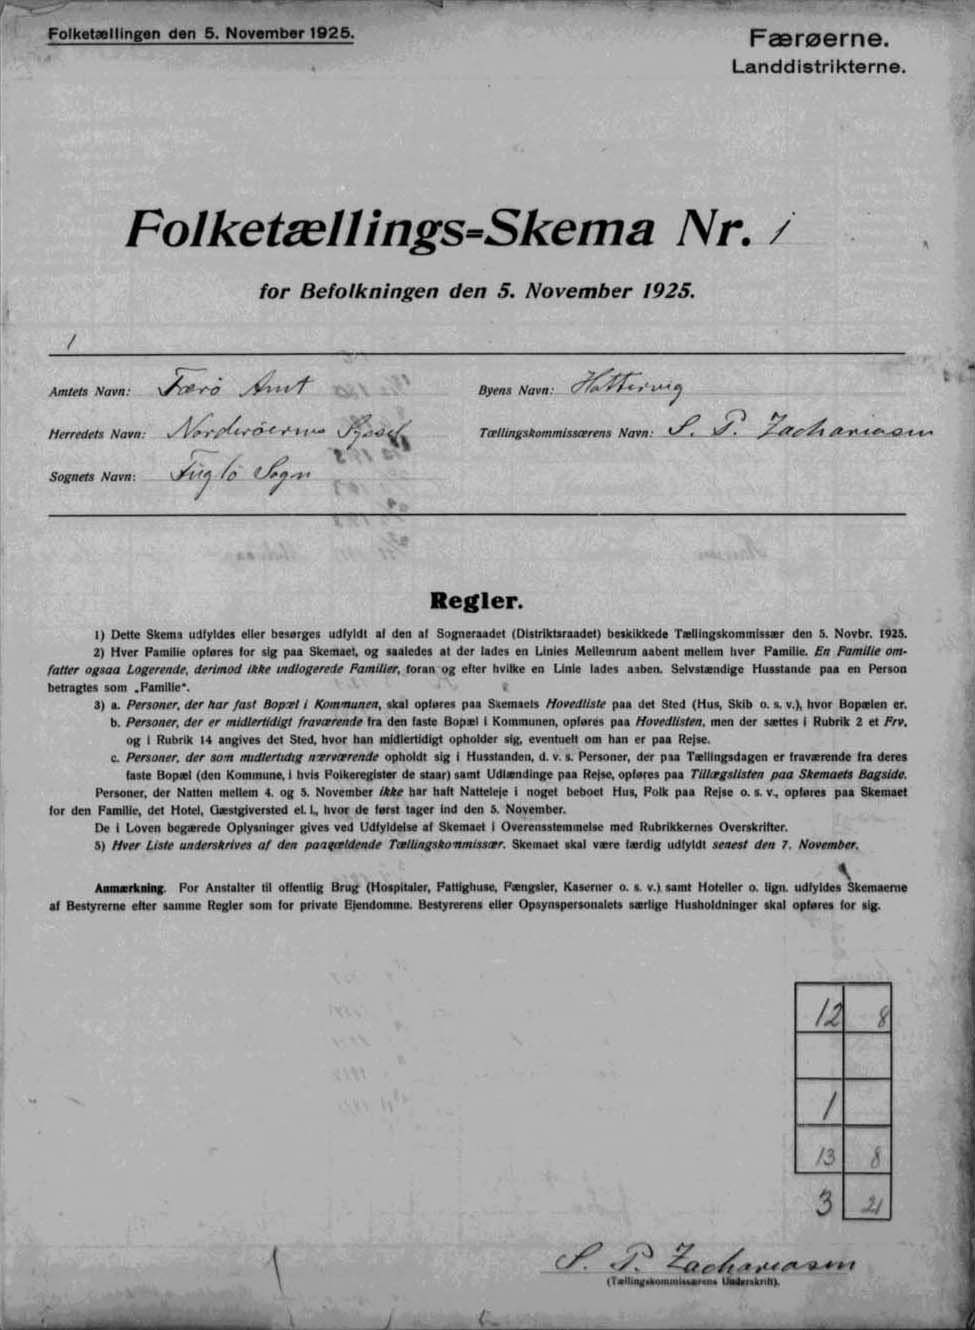 Folketællingen den 5. November 1925.
Færøerne.
Landdistrikterne.
Folketællings-Skema Nr. 1
for Befolkningen den 5. November 1925.
1
Amtets Navn: Færö Amt
Byens Navn: Hattervig
Herredets Navn: Norderöernes Syssel
Tællingskommissærens Navn: S. P. Zachariasen
Sognets Navn: Fuglö Sogn
Regler.
1) Dette Skema udfyldes eller besørges udfyldt af den af Sogneraadet (Distriktsraadet) beskikkede Tællingskommissær den 5. Novbr. 1925.
2) Hver Familie opføres for sig paa Skemaet, og saaledes at der lades en Linies Mellemrum aabent mellem hver Familie. En Familie om-
fatter ogsaa Logerende, derimod ikke indlogerede Familier, foran og efter hvilke en Linie lades aaben. Selvstændige Husstande paa en Person
betragtes som „Familie“.
3) a. Personer, der har fast Bopæl i Kommunen, skal opføres paa Skemaets Hovedliste paa det Sted (Hus, Skib o. s. v.), hvor Bopælen er.
b. Personer, der er midlertidigt fraværende fra den faste Bopæl i Kommunen, opføres paa Hovedlisten, men der sættes i Rubrik 2 et Frv.
og i Rubrik 14 angives det Sted, hvor han midlertidigt opholder sig, eventuelt om han er paa Rejse.
c. Personer, der som midlertidig nærværende opholdt sig i Husstanden, d. v. s. Personer, der paa Tællingsdagen er fraværende fra deres
faste Bopæl (den Kommune, i hvis Folkeregister de staar) samt Udlændinge paa Rejse, opføres paa Tillægslisten paa Skemaets Bagside.
Personer, der Natten mellem 4. og 5. November ikke har haft Natteleje i noget beboet Hus, Folk paa Rejse o. s. v., opføres paa Skemaet
for den Familie, det Hotel, Gæstgiversted el. l., hvor de først tager ind den 5. November.
De i Loven begærede Oplysninger gives ved Udfyldelse af Skemaet i Overensstemmelse med Rubrikkernes Overskrifter.
5) Hver Liste underskrives af den paagældende Tællingskommissær. Skemaet skal være færdig udfyldt senest den 7. November.
Anmærkning. For Anstalter til offentlig Brug (Hospitaler, Fattighuse, Fængsler, Kaserner o. s. v.) samt Hoteller o. lign. udfyldes Skemaerne
af Bestyrerne efter samme Regler som for private Ejendomme. Bestyrerens eller Opsynspersonalets særlige Husholdninger skal opføres for sig.
12 8
1
13 8
3 21
S. P. Zachariasen
(Tællingskommissærens Underskrift).